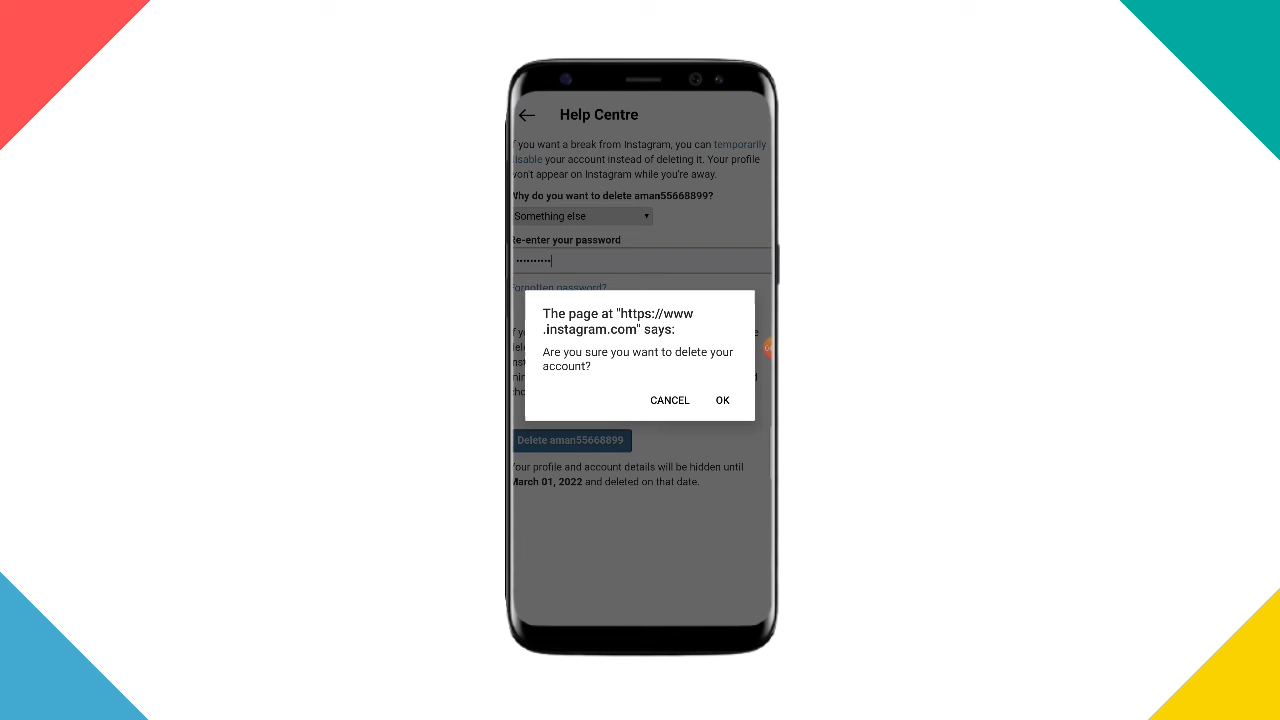 Help Centre
f you want a break from Instagram, you can temporarily
isable your account instead of deleting it. Your profile
won't appear on Instagram while you're away.
Why do you want to delete aman55668899?
Something else
Re-enter your password
Forgotten password?
The page at "https://www
.instagram.com" says:
Are you sure you want to delete your
account?
CANCEL OK
Delete aman55668899
Your profile and account details will be hidden until
March 01, 2022 and deleted on that date.